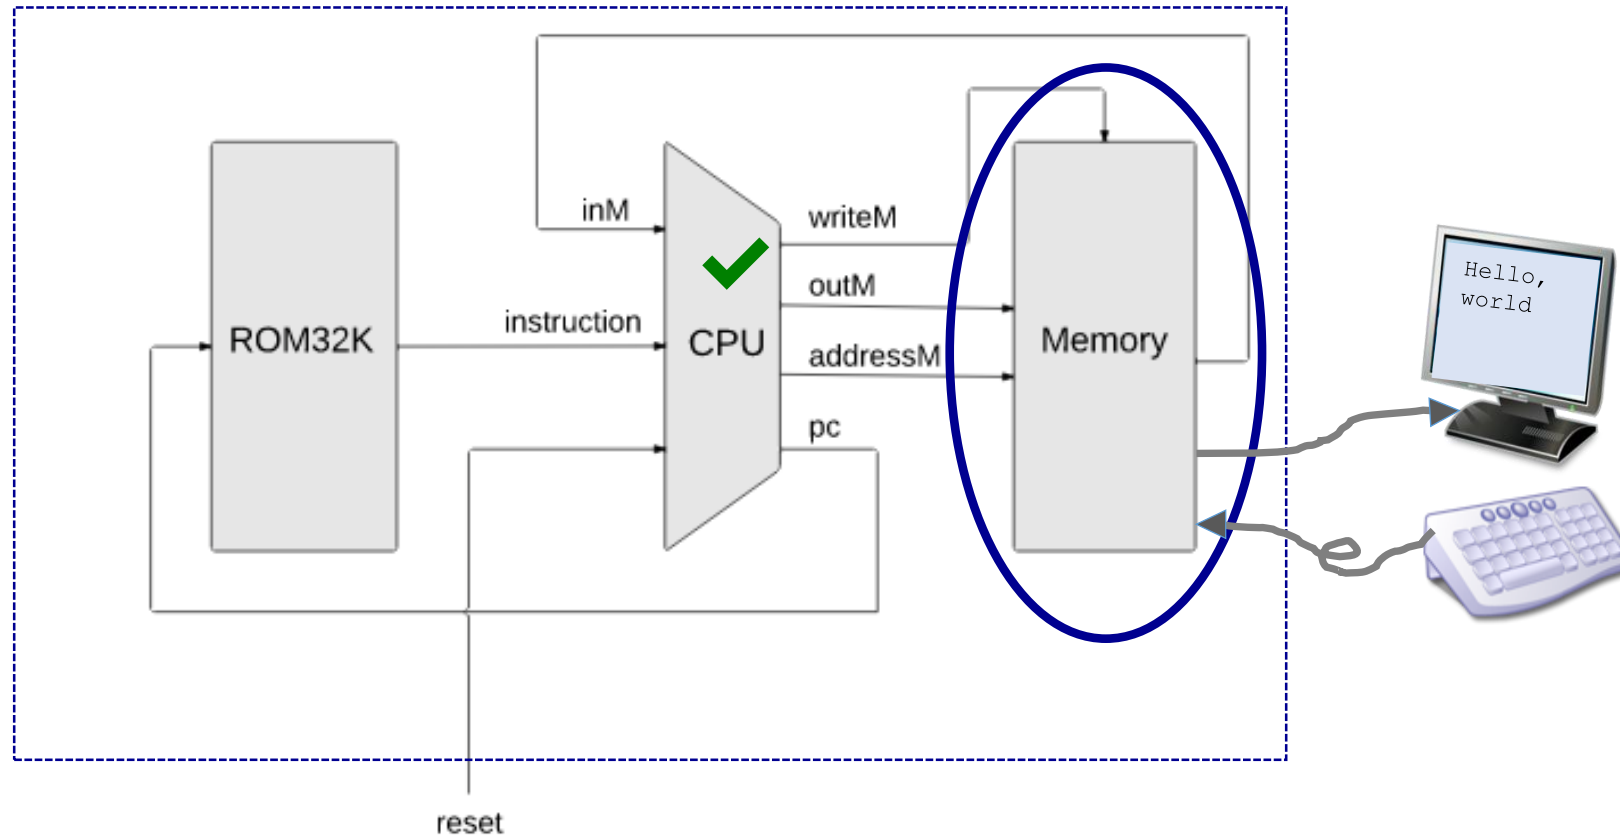 inM
writeM
outM
instruction
ROM32K
CPU
addressM
Memory
pc
reset
Hello,
world